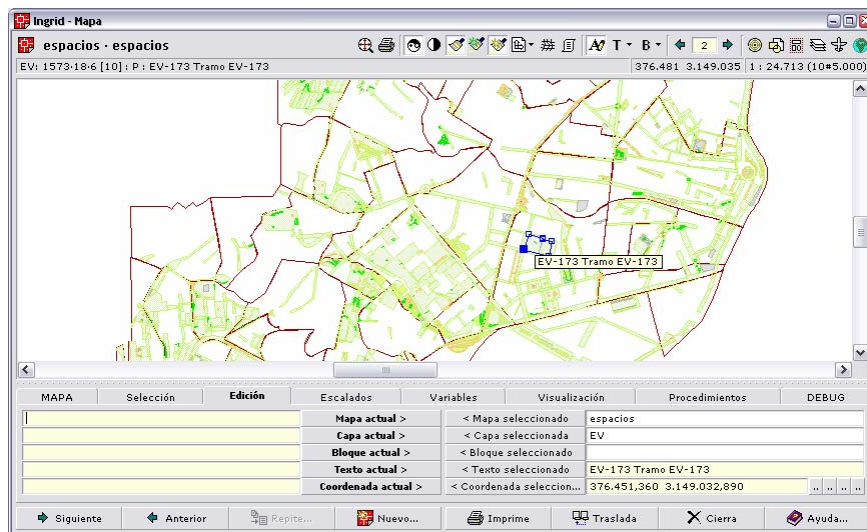 Ingrid - Mapa
espacios · espacios
A T B 2
EV: 1573·18·6 [10] : P : EV-173 Tramo EV-173 376.481 3.149.035 1 : 24.713 (10#5.000)
EV-173 Tramo EV-173
MAPA Selección Edición Escalados Variables Visualización Procedimientos DEBUG
Mapa actual > < Mapa seleccionado espacios
Capa actual > < Capa seleccionada EV
Bloque actual > < Bloque seleccionado
Texto actual > < Texto seleccionado EV-173 Tramo EV-173
Coordenada actual > < Coordenada seleccion... 376.451,360 3.149.032,890 .. .. .. ..
Siguiente Anterior Repite... Nuevo... Imprime Traslada Cierra Ayuda...